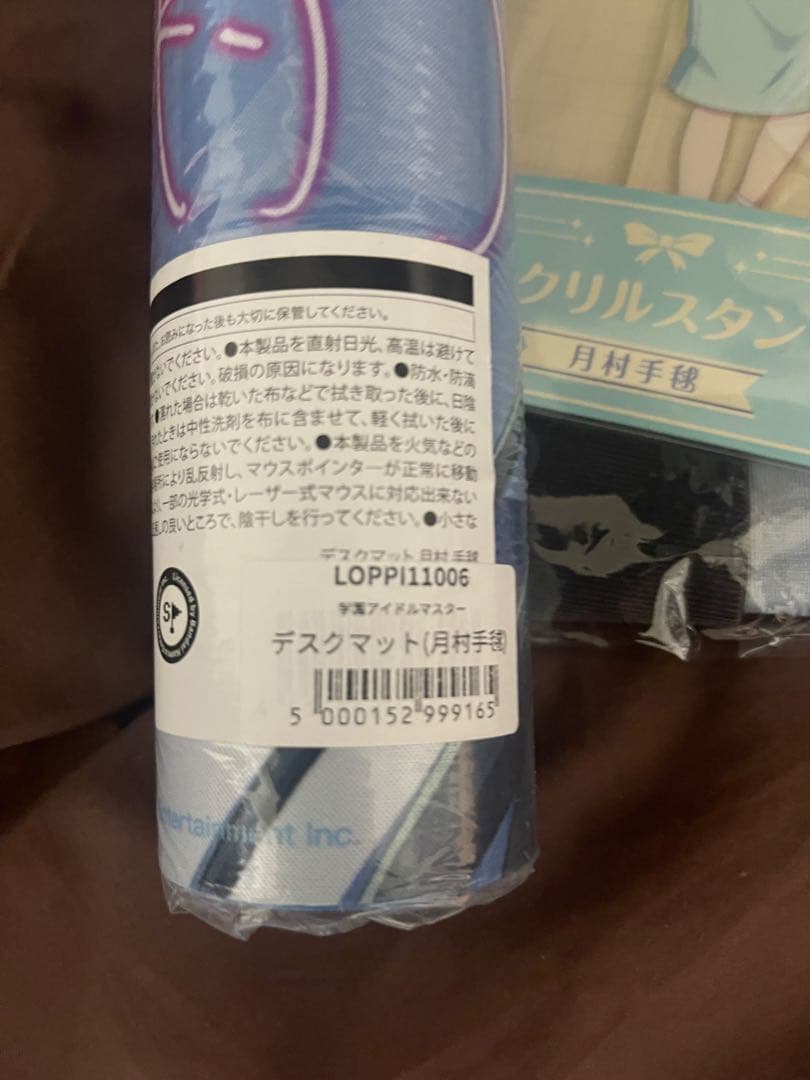 お読みになった後も大切に保管してください。
ないでください。●本製品を直射日光、高温は避けて
ないでください。破損の原因になります。●防水・防滴
●濡れた場合は乾いた布などで拭き取った後に、日陰
れたときは中性洗剤を布に含ませて、軽く拭いた後に
使用にならないでください。●本製品を火気などの
により乱反射し、マウスポインターが正常に移動
より、一部の光学式・レーザー式マウスに対応出来ない
しの良いところで、陰干しを行ってください。●小さな
デスクマット 月村 手毬
LOPPI11006
学園アイドルマスター
デスクマット(月村手毬)
5 000152 999165
S
Licensed by Bandai Namco
ntertainment Inc.
クリルスタン
月村手毬